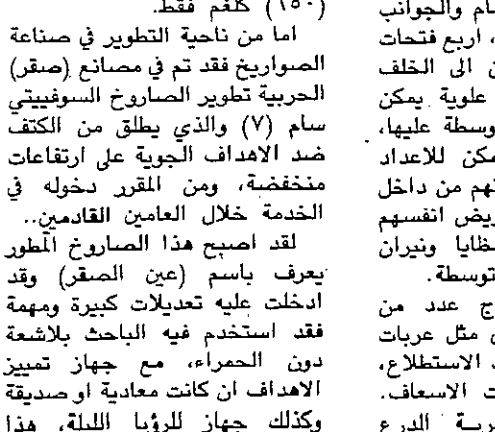 (١٥٠) كلغم فقط.
اما من ناحية التطوير في صناعة
الصواريخ فقد تم في مصانع (صقر)
الحربية تطوير الصاروخ السوفييتي
سام (٧) والذي يطلق من الكتف
ضد الاهداف الجوية على ارتفاعات
منخفضة، ومن المقرر دخوله في
الخدمة خلال العامين القادمين..
لقد اصبح هذا الصاروخ المطور
يعرف باسم (عين الصقر) وقد
ادخلت عليه تعديلات كبيرة ومهمة
فقد استخدم فيه الباحث بلاشعة
دون الحمراء، مع جهاز تمييز
الاهداف ان كانت معادية او صديقة
وكذلك جهاز للرؤيا الليلة، هذا
ام والجوانب
، اربع فتحات
ن الى الخلف
علوية يمكن
وسطة عليها،
مكن للاعداد
هم من داخل
ريض انفسهم
ظايا ونيران
توسطة.
ج عدد من
مثل عربات
الاستطلاع،
ت الاسعاف.
ريـة الدرع